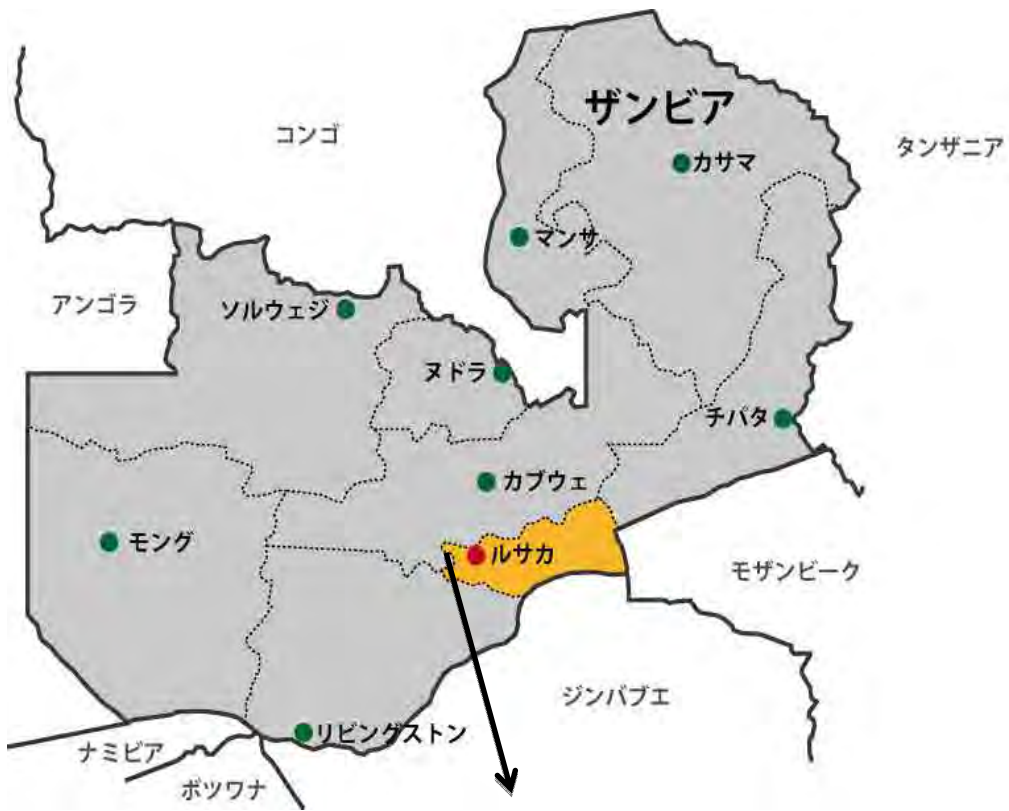 ザンビア
コンゴ
タンザニア
カサマ
マンサ
アンゴラ
ソルウェジ
ヌドラ
チパタ
カブウェ
モング
ルサカ
モザンビーク
ジンバブエ
リビングストン
ナミビア
ボツワナ